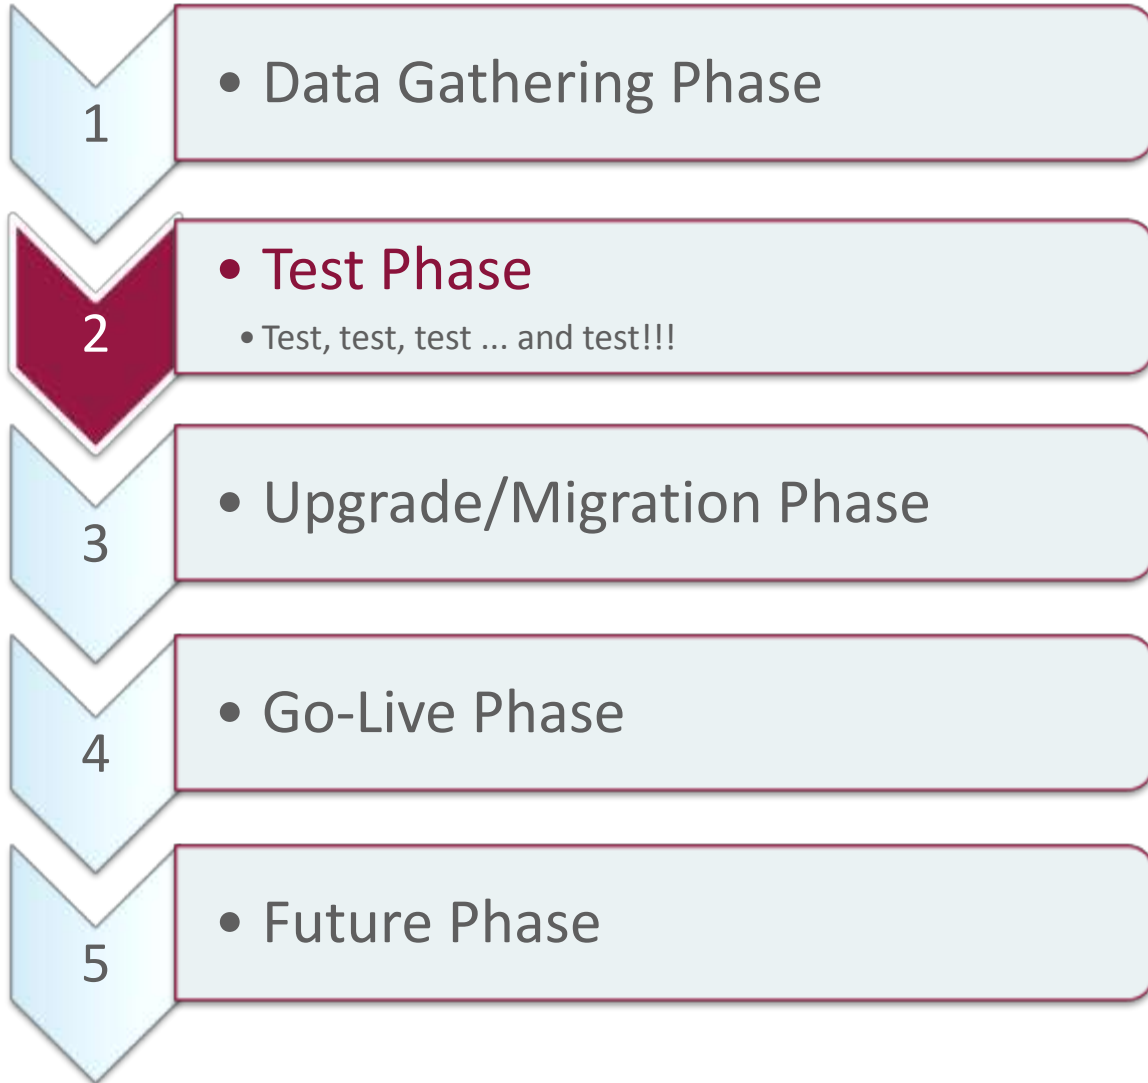 1
• Data Gathering Phase
2
• Test Phase
• Test, test, test ... and test!!!
3
• Upgrade/Migration Phase
4
• Go-Live Phase
5
• Future Phase